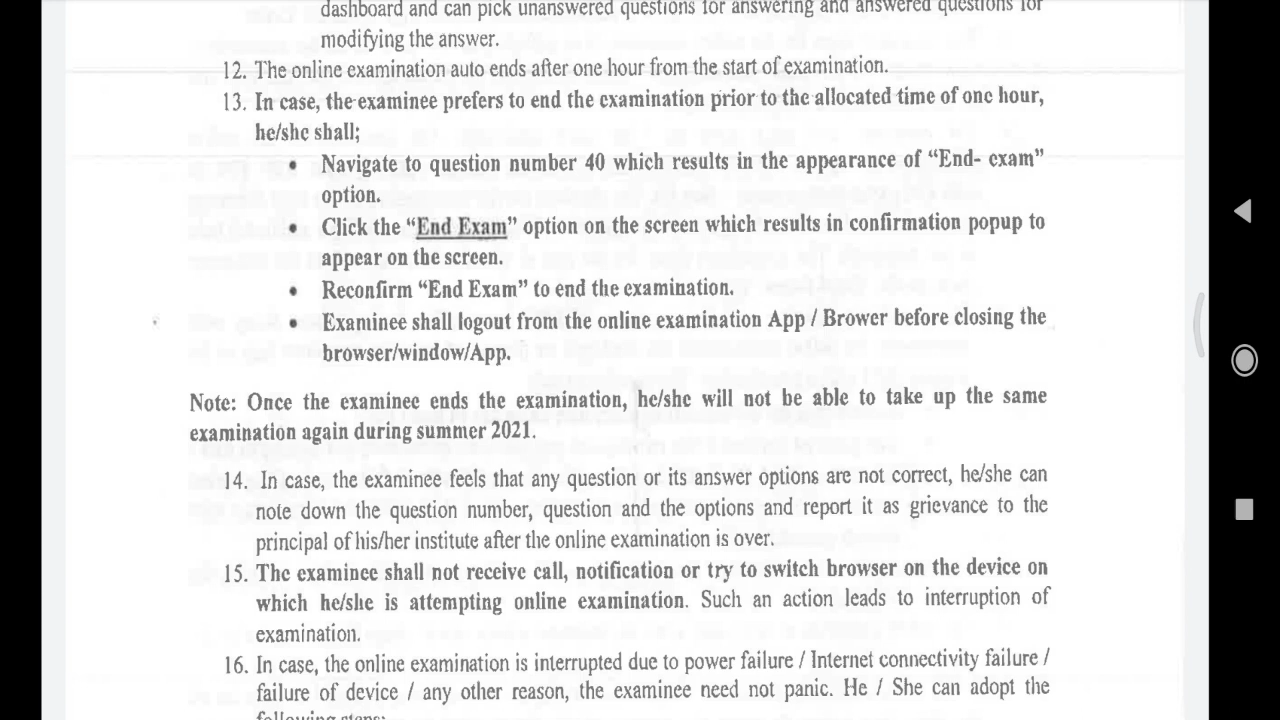 dashboard and can pick unanswered questions for answering and answered questions for
modifying the answer.
12. The online examination auto ends after one hour from the start of examination.
13. In case, the examinee prefers to end the examination prior to the allocated time of one hour,
he/she shall;
• Navigate to question number 40 which results in the appearance of “End- exam”
option.
• Click the “End Exam” option on the screen which results in confirmation popup to
appear on the screen.
• Reconfirm “End Exam” to end the examination.
• Examinee shall logout from the online examination App / Brower before closing the
browser/window/App.
Note: Once the examinee ends the examination, he/she will not be able to take up the same
examination again during summer 2021.
14. In case, the examinee feels that any question or its answer options are not correct, he/she can
note down the question number, question and the options and report it as grievance to the
principal of his/her institute after the online examination is over.
15. The examinee shall not receive call, notification or try to switch browser on the device on
which he/she is attempting online examination. Such an action leads to interruption of
examination.
16. In case, the online examination is interrupted due to power failure / Internet connectivity failure /
failure of device / any other reason, the examinee need not panic. He / She can adopt the
following steps: